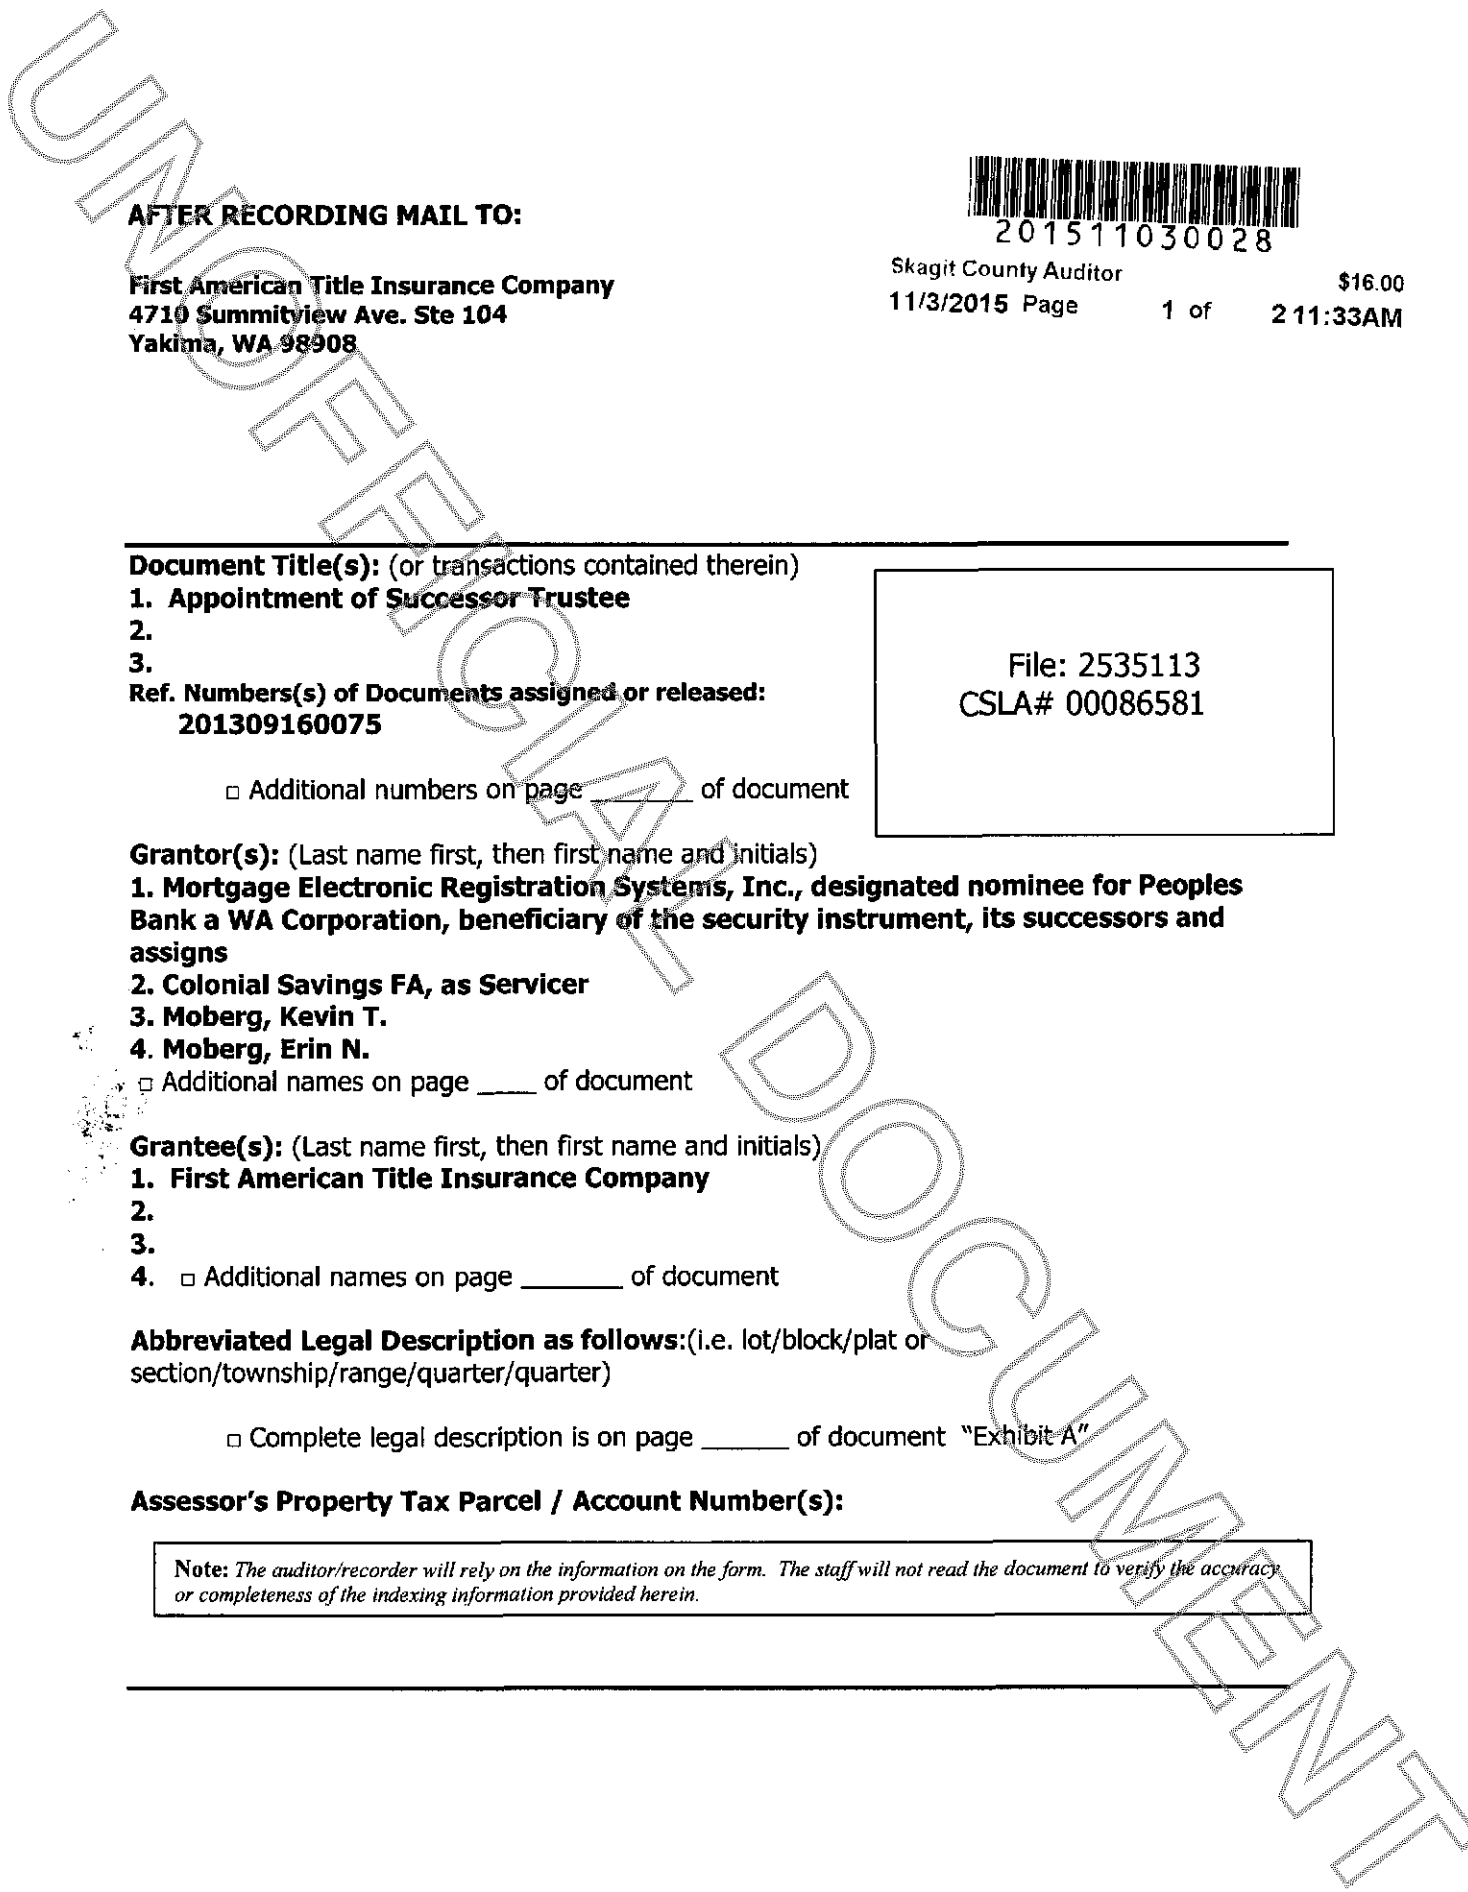 AFTER RECORDING MAIL TO:
First American Title Insurance Company
4710 Summitview Ave. Ste 104
Yakima, WA 98908
201511030028
Skagit County Auditor $16.00
11/3/2015 Page 1 of 2 11:33AM
Document Title(s): (or transactions contained therein)
1. Appointment of Successor Trustee
2.
3.
Ref. Numbers(s) of Documents assigned or released:
201309160075
□ Additional numbers on page ______ of document
File: 2535113
CSLA# 00086581
Grantor(s): (Last name first, then first name and initials)
1. Mortgage Electronic Registration Systems, Inc., designated nominee for Peoples
Bank a WA Corporation, beneficiary of the security instrument, its successors and
assigns
2. Colonial Savings FA, as Servicer
3. Moberg, Kevin T.
4. Moberg, Erin N.
□ Additional names on page ____ of document
Grantee(s): (Last name first, then first name and initials)
1. First American Title Insurance Company
2.
3.
4. □ Additional names on page _______ of document
Abbreviated Legal Description as follows:(i.e. lot/block/plat or
section/township/range/quarter/quarter)
□ Complete legal description is on page ______ of document "Exhibit A"
Assessor's Property Tax Parcel / Account Number(s):
Note: The auditor/recorder will rely on the information on the form. The staff will not read the document to verify the accuracy
or completeness of the indexing information provided herein.
UNOFFICIAL DOCUMENT